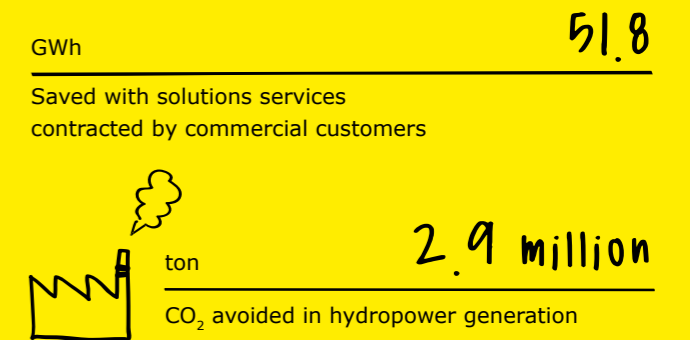 GWh 51.8
Saved with solutions services
contracted by commercial customers
ton 2.9 million
CO₂ avoided in hydropower generation